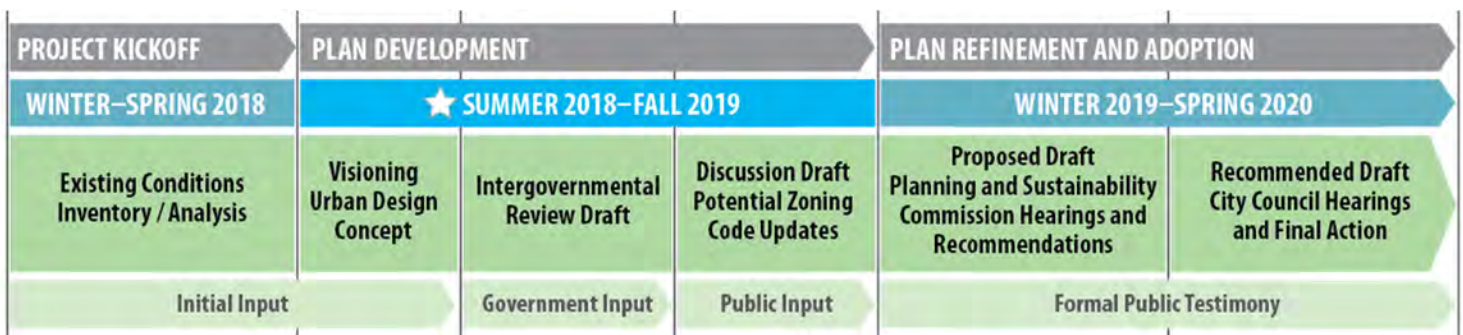 PROJECT KICKOFF
PLAN DEVELOPMENT
PLAN REFINEMENT AND ADOPTION
WINTER–SPRING 2018
SUMMER 2018–FALL 2019
WINTER 2019–SPRING 2020
Existing Conditions
Inventory / Analysis
Visioning
Urban Design
Concept
Intergovernmental
Review Draft
Discussion Draft
Potential Zoning
Code Updates
Proposed Draft
Planning and Sustainability
Commission Hearings and
Recommendations
Recommended Draft
City Council Hearings
and Final Action
Initial Input
Government Input
Public Input
Formal Public Testimony